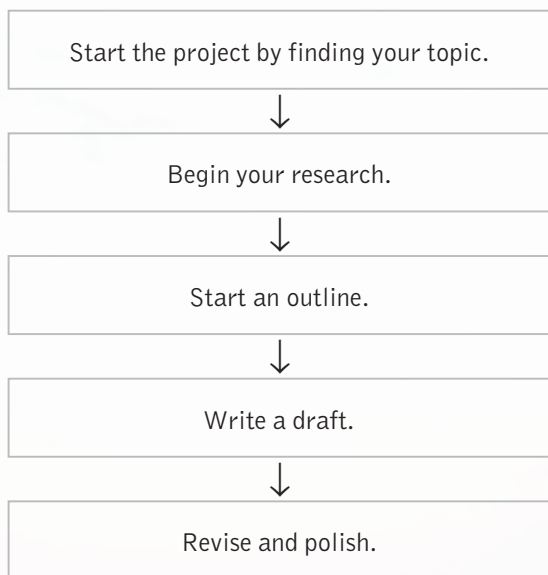 Start the project by finding your topic.
Begin your research.
Start an outline.
Write a draft.
Revise and polish.